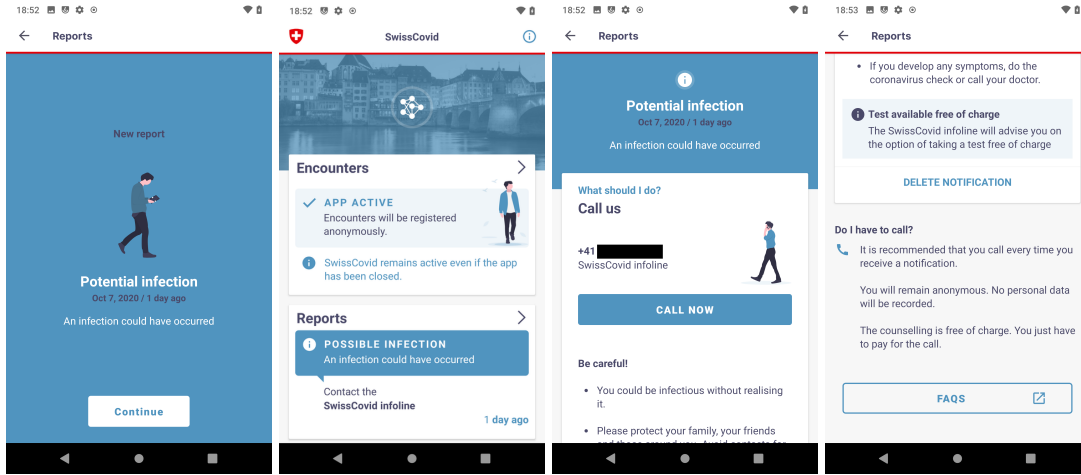 18:52
Reports
New report
Potential infection
Oct 7, 2020 / 1 day ago
An infection could have occurred
Continue
18:52
SwissCovid
Encounters
APP ACTIVE
Encounters will be registered
anonymously.
SwissCovid remains active even if the app
has been closed.
Reports
POSSIBLE INFECTION
An infection could have occurred
Contact the
SwissCovid infoline
1 day ago
18:52
Reports
Potential infection
Oct 7, 2020 / 1 day ago
An infection could have occurred
What should I do?
Call us
+41
SwissCovid infoline
CALL NOW
Be careful!
• You could be infectious without realising
it.
• Please protect your family, your friends
and those around you. Avoid contacts for
18:53
Reports
• If you develop any symptoms, do the
coronavirus check or call your doctor.
Test available free of charge
The SwissCovid infoline will advise you on
the option of taking a test free of charge
DELETE NOTIFICATION
Do I have to call?
It is recommended that you call every time you
receive a notification.
You will remain anonymous. No personal data
will be recorded.
The counselling is free of charge. You just have
to pay for the call.
FAQS